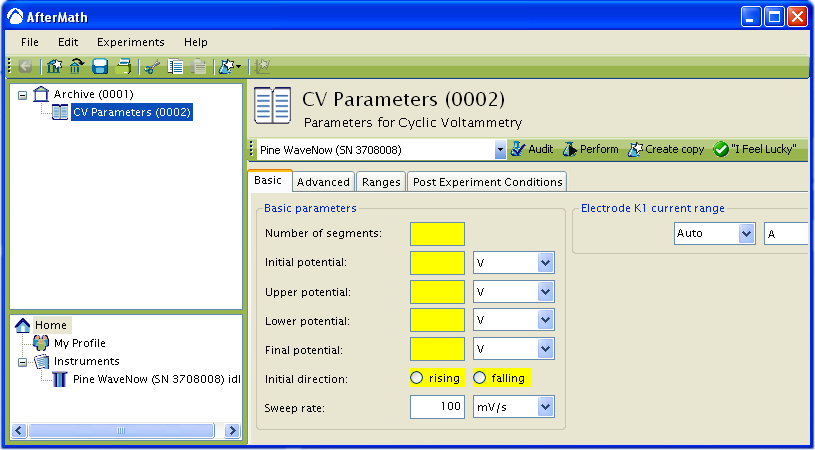 AfterMath
File Edit Experiments Help
Archive (0001)
CV Parameters (0002)
Home
My Profile
Instruments
Pine WaveNow (SN 3708008) idl
CV Parameters (0002)
Parameters for Cyclic Voltammetry
Pine WaveNow (SN 3708008) Audit Perform Create copy "I Feel Lucky"
Basic Advanced Ranges Post Experiment Conditions
Basic parameters
Number of segments:
Initial potential: V
Upper potential: V
Lower potential: V
Final potential: V
Initial direction: rising falling
Sweep rate: 100 mV/s
Electrode K1 current range
Auto A